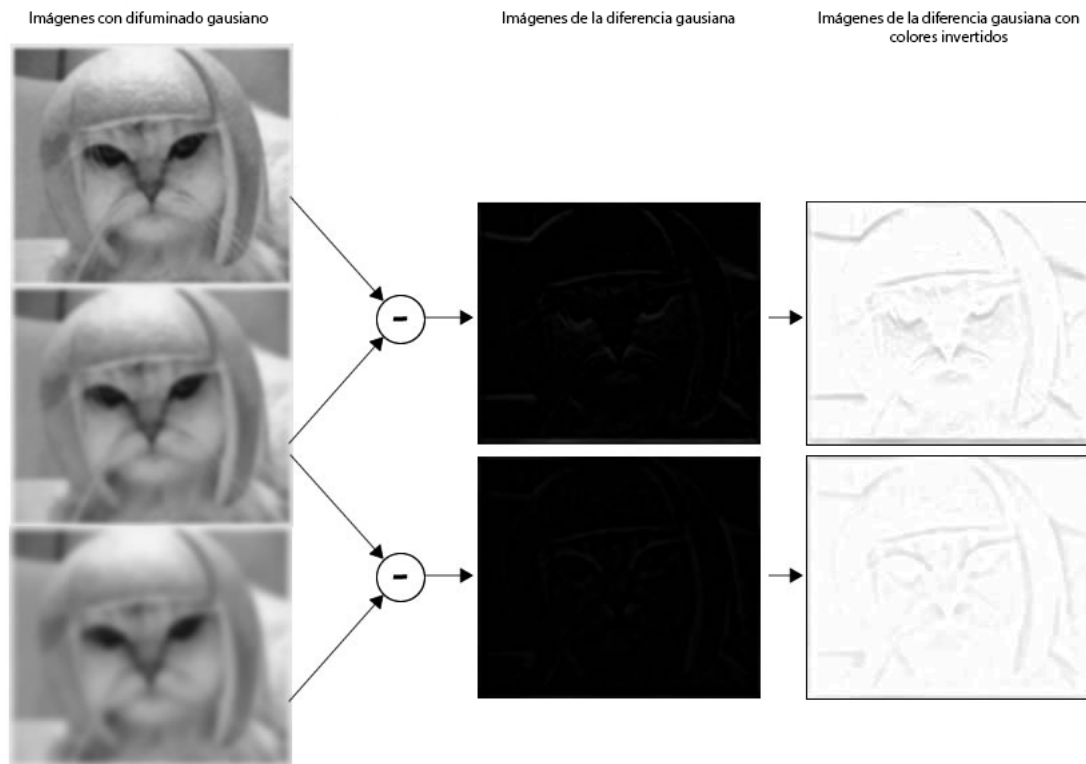 Imágenes con difuminado gausiano
Imágenes de la diferencia gausiana
Imágenes de la diferencia gausiana con
colores invertidos
-
-